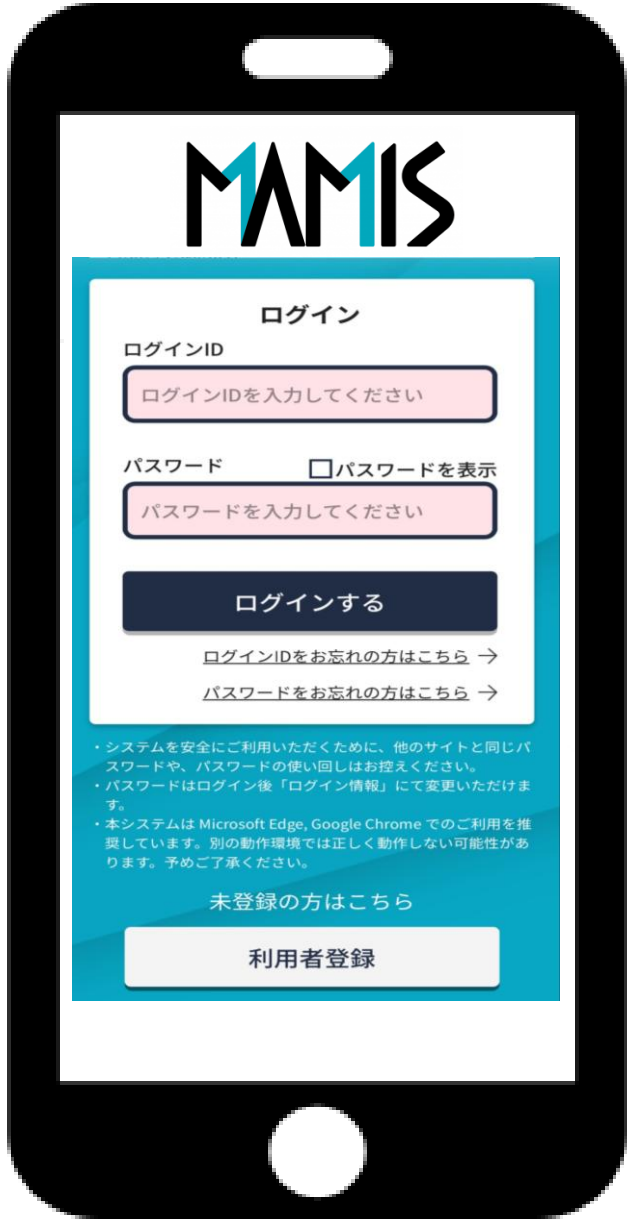 MAMIS
ログイン
ログインID
ログインIDを入力してください
パスワード □パスワードを表示
パスワードを入力してください
ログインする
ログインIDをお忘れの方はこちら →
パスワードをお忘れの方はこちら →
・システムを安全にご利用いただくために、他のサイトと同じパ
スワードや、パスワードの使い回しはお控えください。
・パスワードはログイン後「ログイン情報」にて変更いただけま
す。
・本システムは Microsoft Edge, Google Chrome でのご利用を推
奨しています。別の動作環境では正しく動作しない可能性があ
ります。予めご了承ください。
未登録の方はこちら
利用者登録